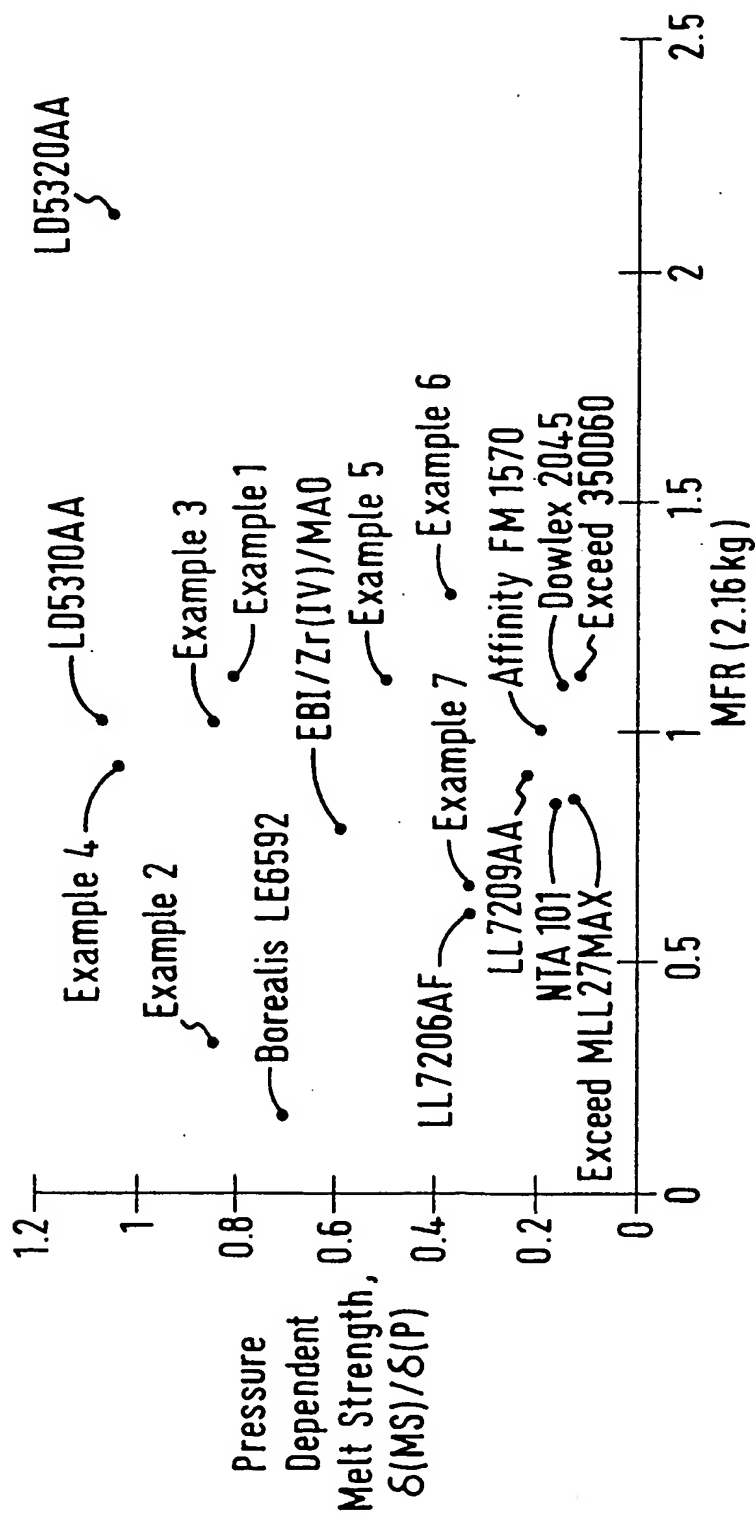 1.2
1
0.8
0.6
0.4
0.2
0
Pressure
Dependent
Melt Strength,
δ(MS)/δ(P)
0
0.5
1
1.5
2
2.5
MFR (2.16 kg)
LD5320AA
LD5310AA
Example 4
Example 3
Example 1
Example 2
Borealis LE6592
EBI/Zr(IV)/MAO
Example 5
Example 6
Example 7
LL7206AF
Affinity FM 1570
LL7209AA
Dowlex 2045
NTA 101
Exceed 350D60
Exceed MLL27MAX